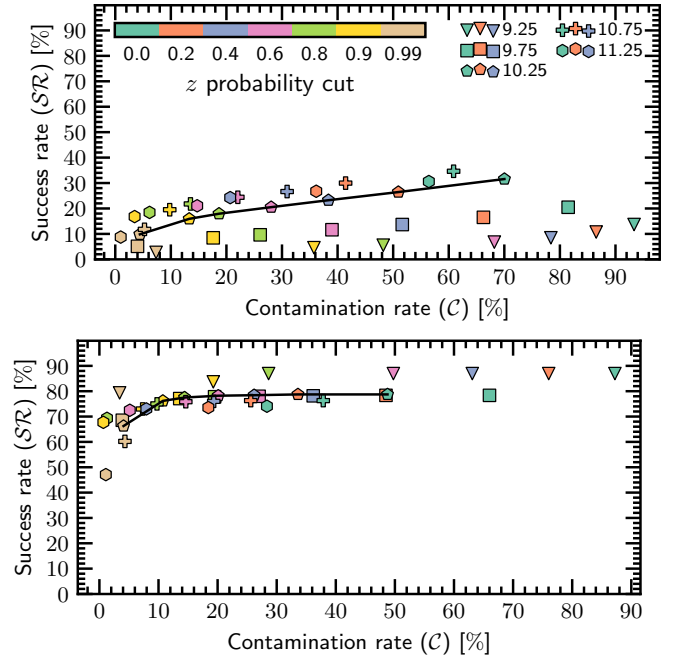 90
80
70
60
50
40
30
20
10
0
Success rate (𝒮ℛ) [%]
0.0 0.2 0.4 0.6 0.8 0.9 0.99
z probability cut
9.25 10.75
9.75 11.25
10.25
0 10 20 30 40 50 60 70 80 90
Contamination rate (𝒞) [%]
90
80
70
60
50
40
30
20
10
0
Success rate (𝒮ℛ) [%]
0 10 20 30 40 50 60 70 80 90
Contamination rate (𝒞) [%]